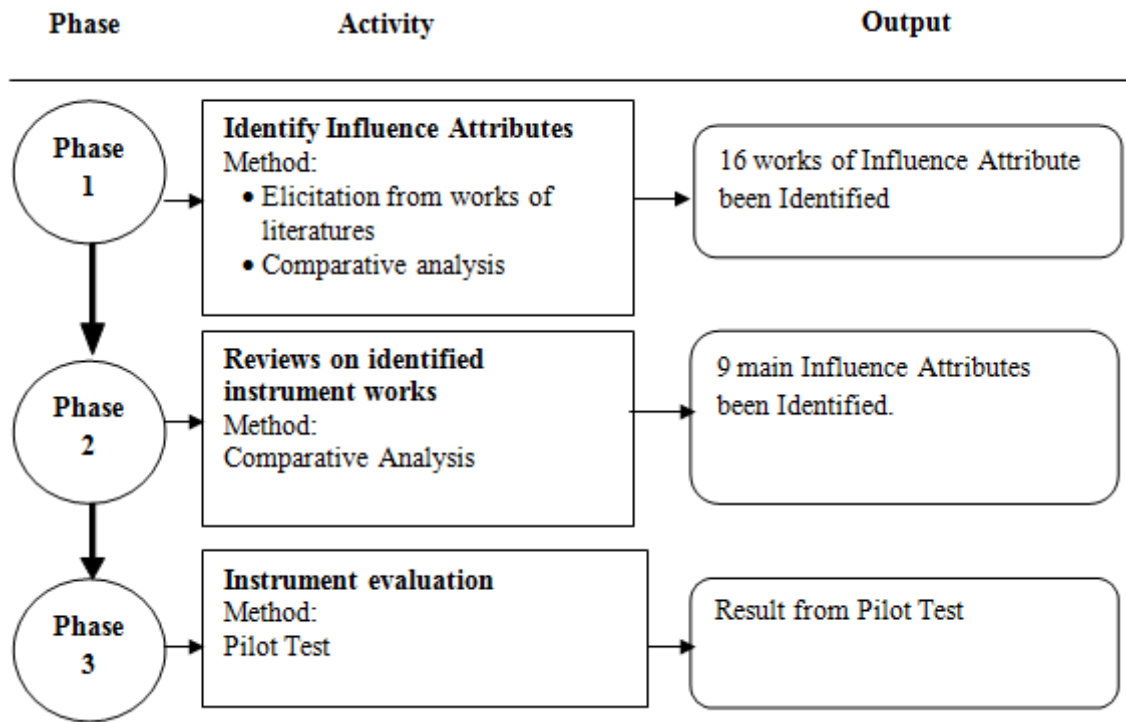 Phase Activity Output
Phase
1
Identify Influence Attributes
Method:
• Elicitation from works of
literatures
• Comparative analysis
16 works of Influence Attribute
been Identified
Phase
2
Reviews on identified
instrument works
Method:
Comparative Analysis
9 main Influence Attributes
been Identified.
Phase
3
Instrument evaluation
Method:
Pilot Test
Result from Pilot Test